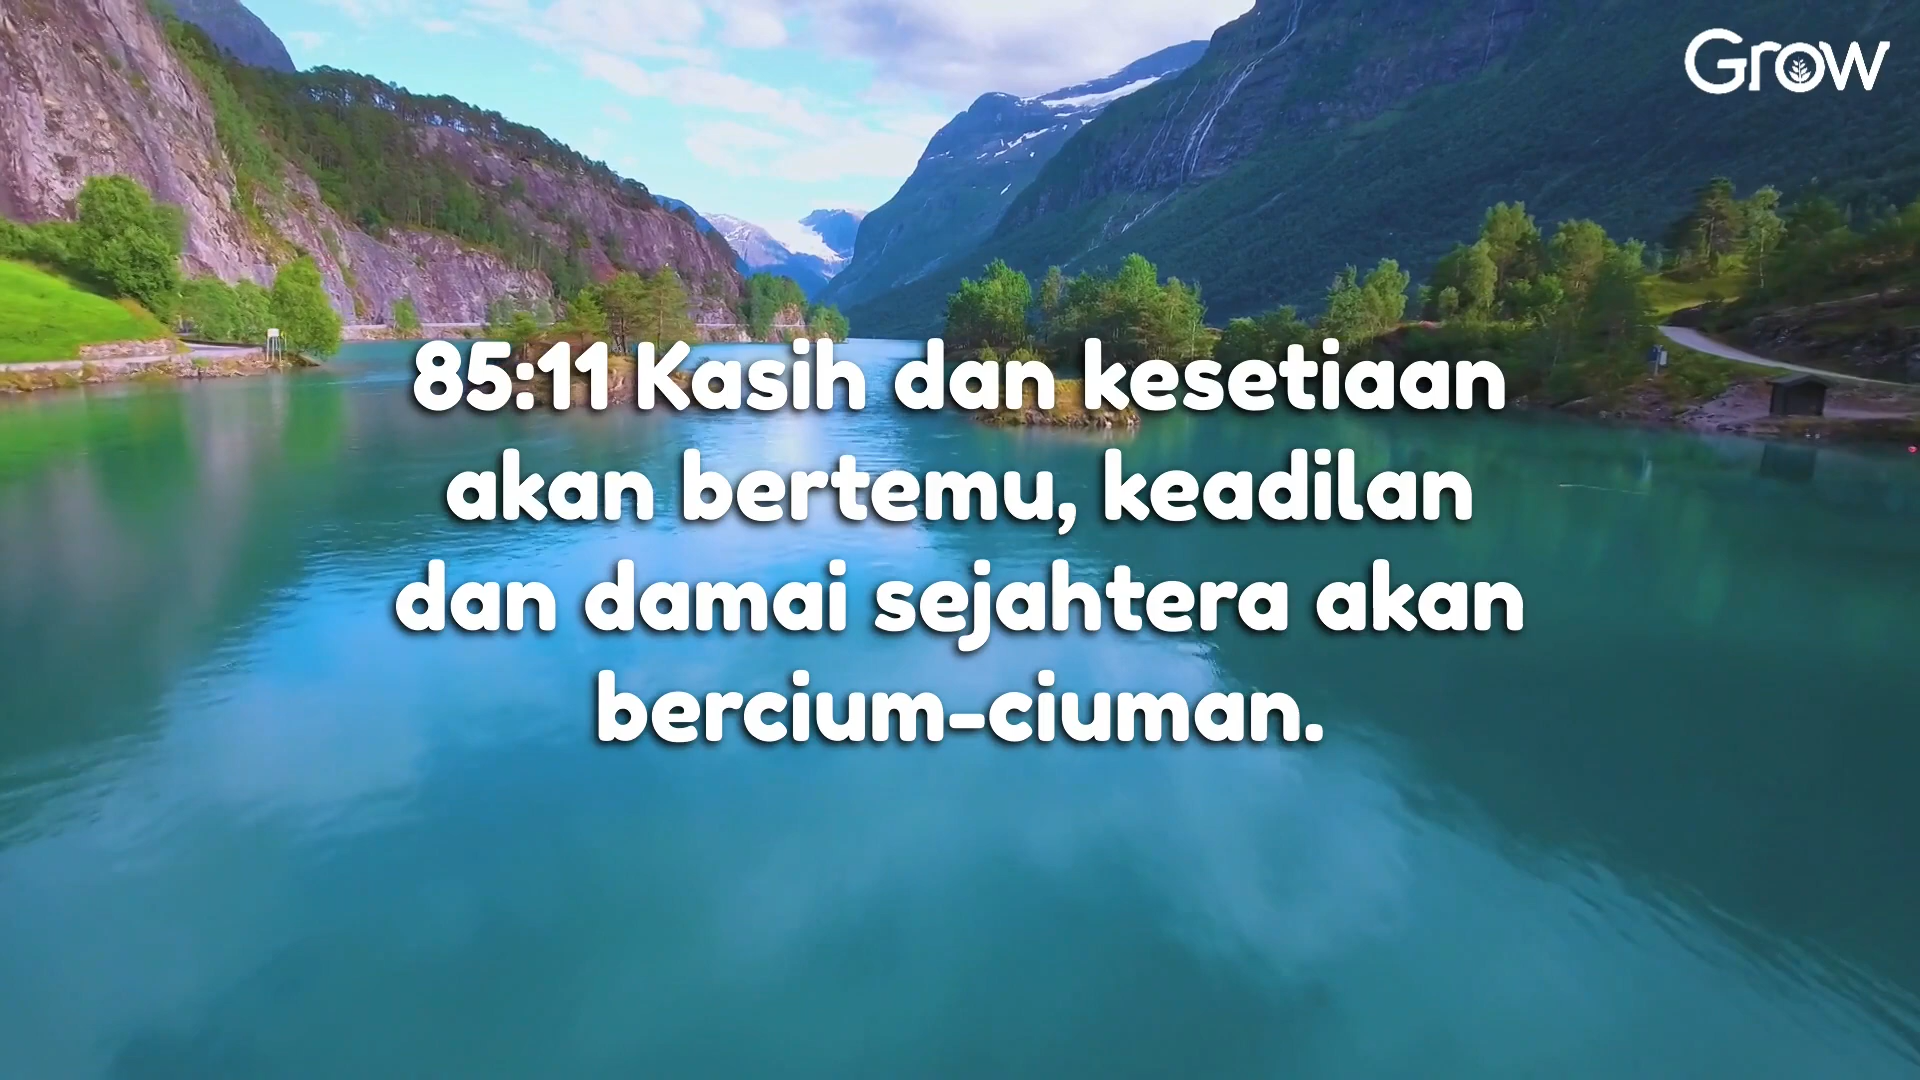 Grow
85:11 Kasih dan kesetiaan
akan bertemu, keadilan
dan damai sejahtera akan
bercium-ciuman.